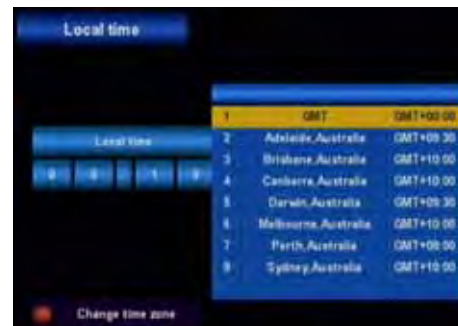 Local time
1 GMT GMT+00:00
2 Adelaide,Australia GMT+09:30
3 Brisbane,Australia GMT+10:00
4 Canberra,Australia GMT+10:00
5 Darwin,Australia GMT+09:30
6 Melbourne,Australia GMT+10:00
7 Perth,Australia GMT+08:00
Sydney,Australia GMT+10:00
Local time
Change time zone